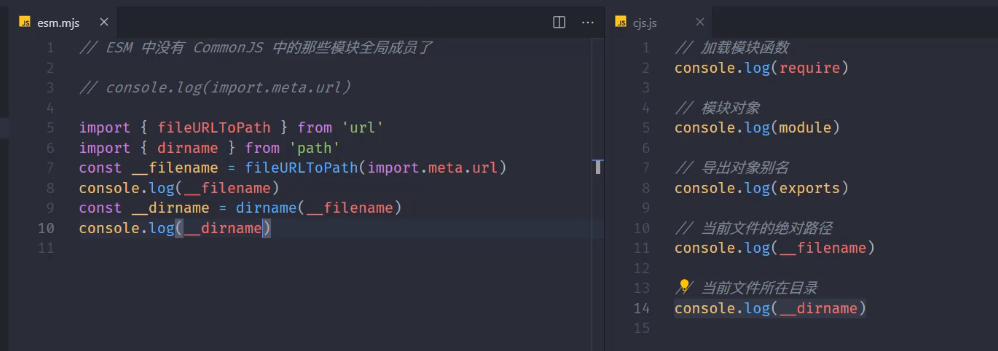 JS esm.mjs
1 // ESM 中没有 CommonJS 中的那些模块全局成员了
2
3 // console.log(import.meta.url)
4
5 import { fileURLToPath } from 'url'
6 import { dirname } from 'path'
7 const __filename = fileURLToPath(import.meta.url)
8 console.log(__filename)
9 const __dirname = dirname(__filename)
10 console.log(__dirname)
11
JS cjs.js
1 // 加载模块函数
2 console.log(require)
3
4 // 模块对象
5 console.log(module)
6
7 // 导出对象别名
8 console.log(exports)
9
10 // 当前文件的绝对路径
11 console.log(__filename)
12
13 // 当前文件所在目录
14 console.log(__dirname)
15